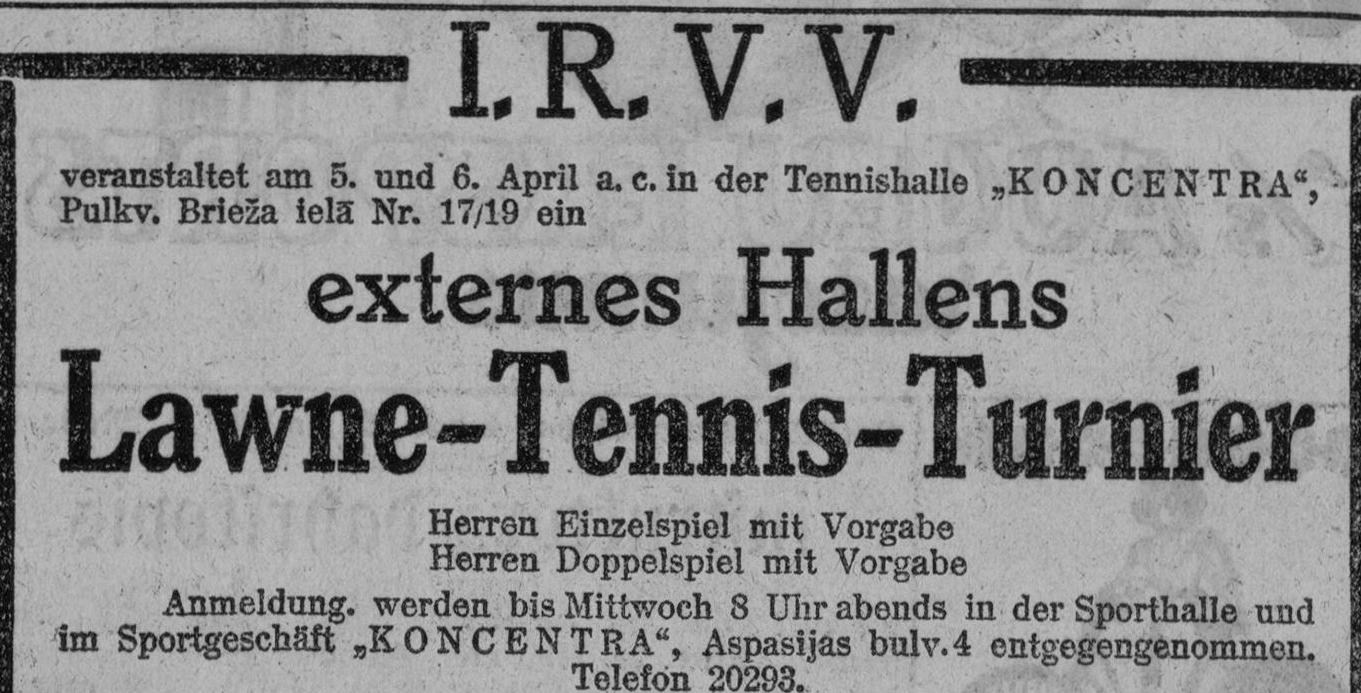 I. R. V. V.
veranstaltet am 5. und 6. April a. c. in der Tennishalle „KONCENTRA“,
Pulkv. Brieža ielā Nr. 17/19 ein
externes Hallens
Lawne-Tennis-Turnier
Herren Einzelspiel mit Vorgabe
Herren Doppelspiel mit Vorgabe
Anmeldung. werden bis Mittwoch 8 Uhr abends in der Sporthalle und
im Sportgeschäft „KONCENTRA“, Aspasijas bulv. 4 entgegengenommen.
Telefon 20293.